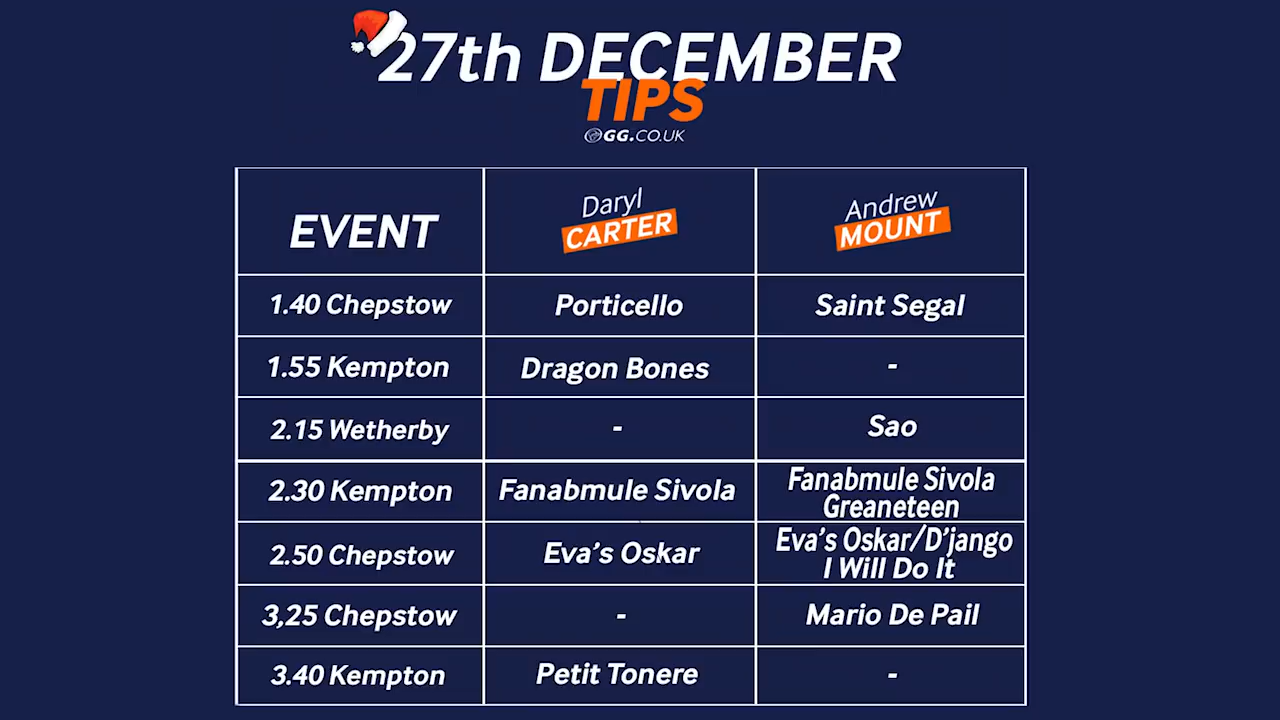 27th DECEMBER
TIPS
GG.CO.UK
EVENT
Daryl
CARTER
Andrew
MOUNT
1.40 Chepstow
Porticello
Saint Segal
1.55 Kempton
Dragon Bones
-
2.15 Wetherby
-
Sao
2.30 Kempton
Fanabmule Sivola
Fanabmule Sivola
Greaneteen
2.50 Chepstow
Eva's Oskar
Eva's Oskar/D'jango
I Will Do It
3,25 Chepstow
-
Mario De Pail
3.40 Kempton
Petit Tonere
-